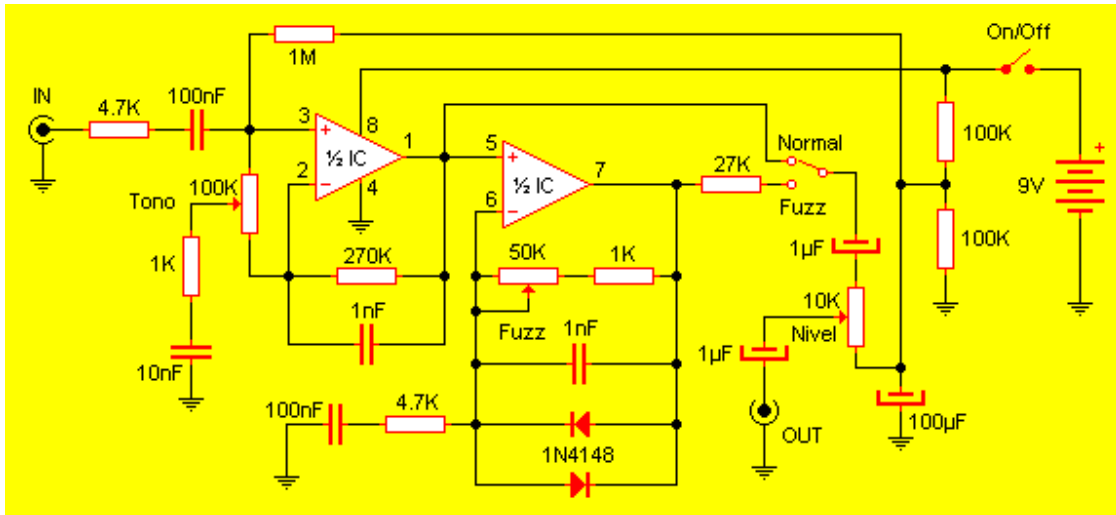 1M
On/Off
IN
4.7K
100nF
3
+
8
½ IC
1
2
−
4
5
+
½ IC
7
6
−
27K
Normal
Fuzz
100K
+
9V
100K
100K
Tono
1K
10nF
270K
1nF
50K
1K
Fuzz
1nF
1µF
10K
Nivel
1µF
100nF
4.7K
1N4148
OUT
100µF